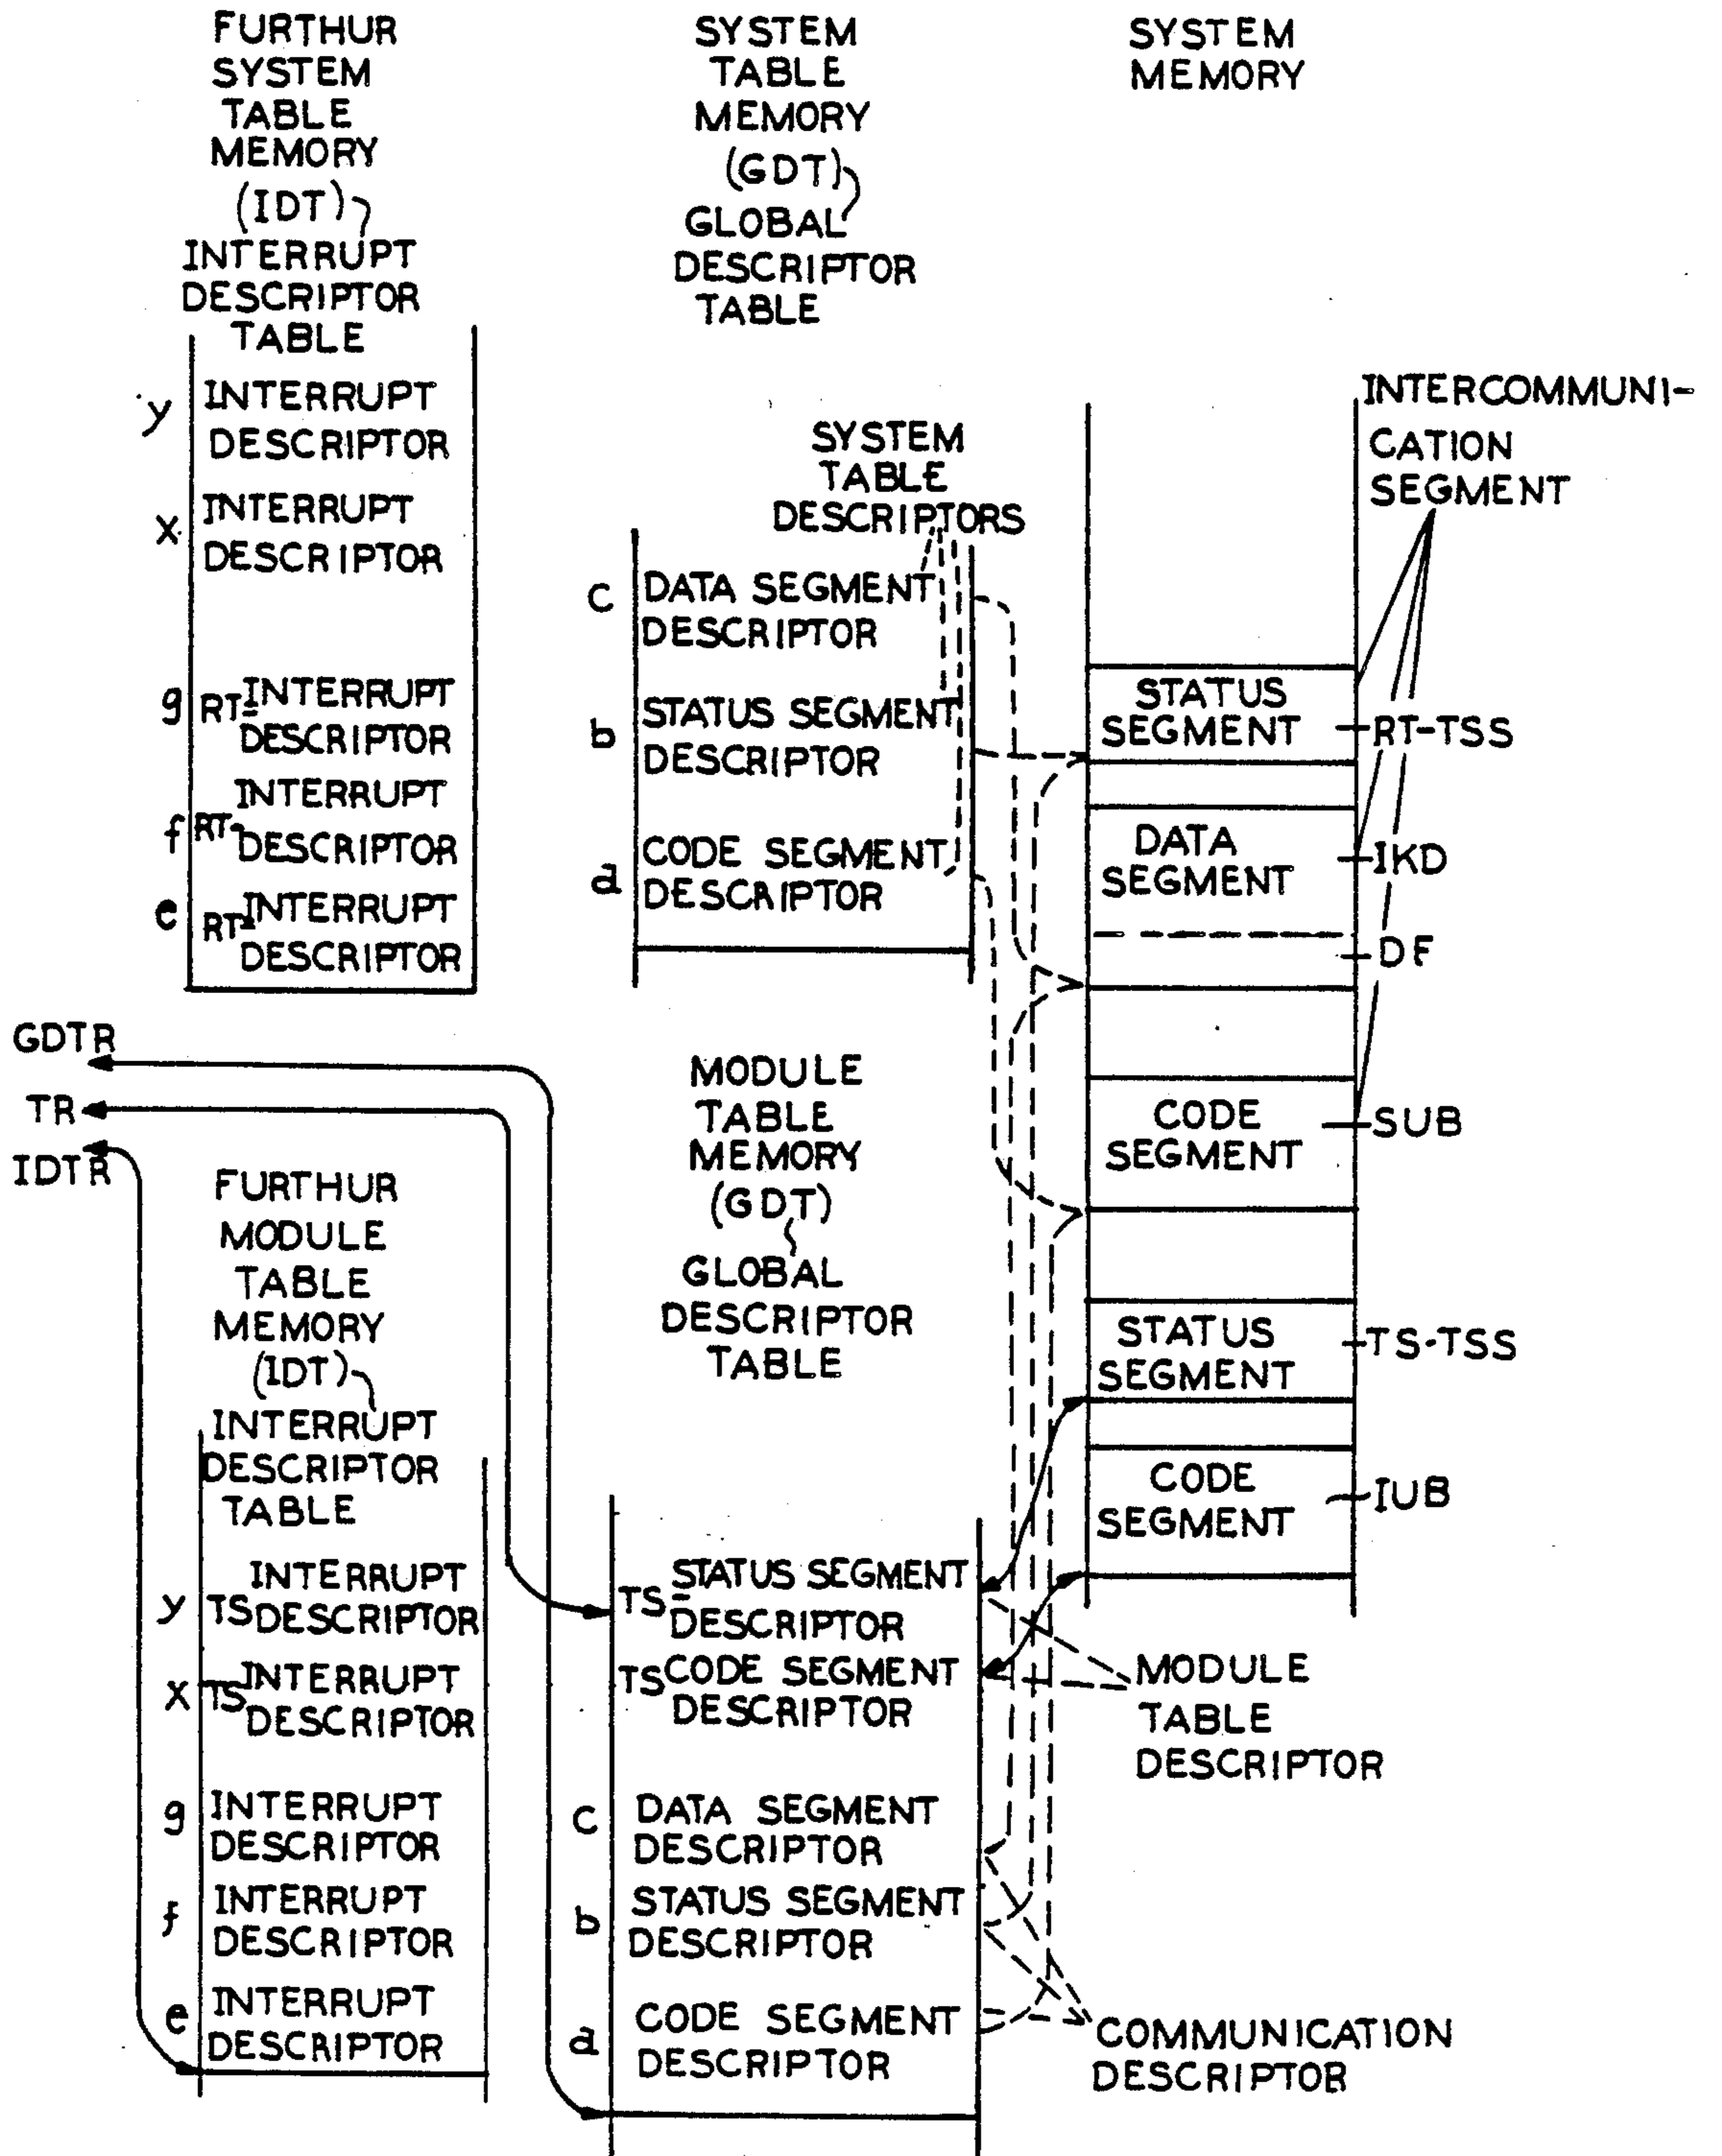 FURTHUR
SYSTEM
TABLE
MEMORY
(IDT)
INTERRUPT
DESCRIPTOR
TABLE
y
INTERRUPT
DESCRIPTOR
x
INTERRUPT
DESCRIPTOR
g
RT-INTERRUPT
DESCRIPTOR
f
RT-INTERRUPT
DESCRIPTOR
e
RT-INTERRUPT
DESCRIPTOR
SYSTEM
TABLE
MEMORY
(GDT)
GLOBAL
DESCRIPTOR
TABLE
SYSTEM
TABLE
DESCRIPTORS
c
DATA SEGMENT
DESCRIPTOR
b
STATUS SEGMENT
DESCRIPTOR
d
CODE SEGMENT
DESCRIPTOR
SYSTEM
MEMORY
INTERCOMMUNI-
CATION
SEGMENT
STATUS
SEGMENT
RT-TSS
DATA
SEGMENT
IKD
DF
CODE
SEGMENT
SUB
STATUS
SEGMENT
TS-TSS
CODE
SEGMENT
IUB
GDTR
TR
IDTR
FURTHUR
MODULE
TABLE
MEMORY
(IDT)
INTERRUPT
DESCRIPTOR
TABLE
y
TS INTERRUPT
DESCRIPTOR
x
TS INTERRUPT
DESCRIPTOR
g
INTERRUPT
DESCRIPTOR
f
INTERRUPT
DESCRIPTOR
e
INTERRUPT
DESCRIPTOR
MODULE
TABLE
MEMORY
(GDT)
GLOBAL
DESCRIPTOR
TABLE
TS-STATUS SEGMENT
DESCRIPTOR
TS CODE SEGMENT
DESCRIPTOR
c
DATA SEGMENT
DESCRIPTOR
b
STATUS SEGMENT
DESCRIPTOR
d
CODE SEGMENT
DESCRIPTOR
MODULE
TABLE
DESCRIPTOR
COMMUNICATION
DESCRIPTOR